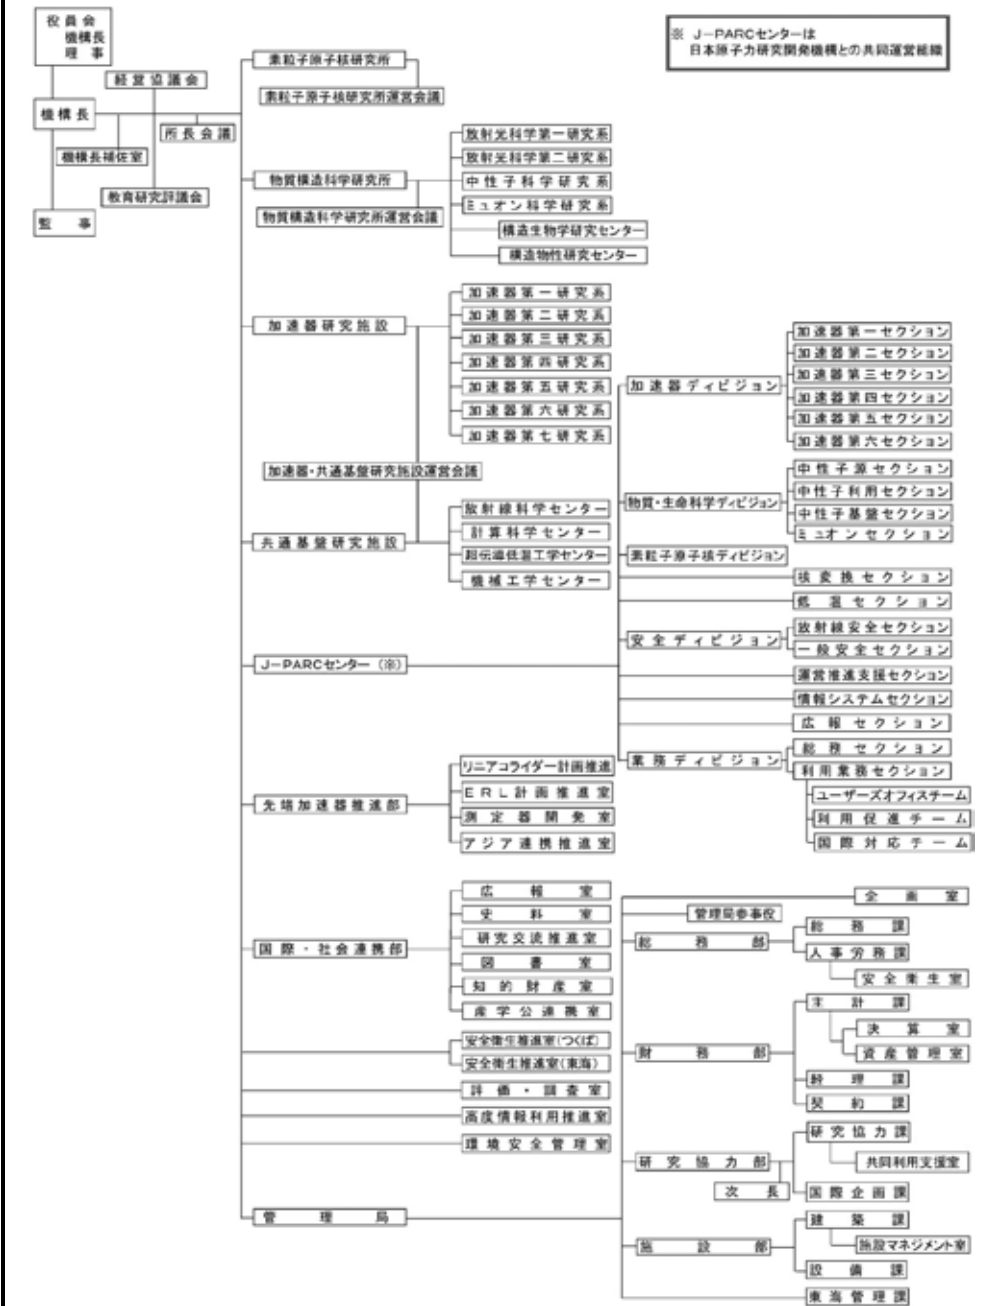 役員会
機構長
理事
※ J−PARCセンターは
日本原子力研究開発機構との共同運営組織
経営協議会
機構長
所長会議
機構長補佐室
教育研究評議会
監事
素粒子原子核研究所
素粒子原子核研究所運営会議
物質構造科学研究所
物質構造科学研究所運営会議
放射光科学第一研究系
放射光科学第二研究系
中性子科学研究系
ミュオン科学研究系
構造生物学研究センター
構造物性研究センター
加速器研究施設
加速器第一研究系
加速器第二研究系
加速器第三研究系
加速器第四研究系
加速器第五研究系
加速器第六研究系
加速器第七研究系
加速器・共通基盤研究施設運営会議
共通基盤研究施設
放射線科学センター
計算科学センター
超伝導低温工学センター
機械工学センター
J−PARCセンター（※）
加速器ディビジョン
加速器第一セクション
加速器第二セクション
加速器第三セクション
加速器第四セクション
加速器第五セクション
加速器第六セクション
物質・生命科学ディビジョン
中性子源セクション
中性子利用セクション
中性子基盤セクション
ミュオンセクション
素粒子原子核ディビジョン
核変換セクション
低温セクション
安全ディビジョン
放射線安全セクション
一般安全セクション
運営推進支援セクション
情報システムセクション
広報セクション
業務ディビジョン
総務セクション
利用業務セクション
ユーザーズオフィスチーム
利用促進チーム
国際対応チーム
先端加速器推進部
リニアコライダー計画推進
ERL計画推進室
測定器開発室
アジア連携推進室
国際・社会連携部
広報室
史料室
研究交流推進室
図書室
知的財産室
産学公連携室
安全衛生推進室(つくば)
安全衛生推進室(東海)
評価・調査室
高度情報利用推進室
環境安全管理室
管理局
企画室
管理局参事役
総務部
総務課
人事労務課
安全衛生室
財務部
主計課
決算室
資産管理室
経理課
契約課
研究協力部
次長
研究協力課
共同利用支援室
国際企画課
施設部
建築課
施設マネジメント室
設備課
東海管理課